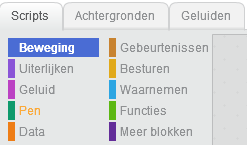 Scripts Achtergronden Geluiden
Beweging Gebeurtenissen
Uiterlijken Besturen
Geluid Waarnemen
Pen Functies
Data Meer blokken